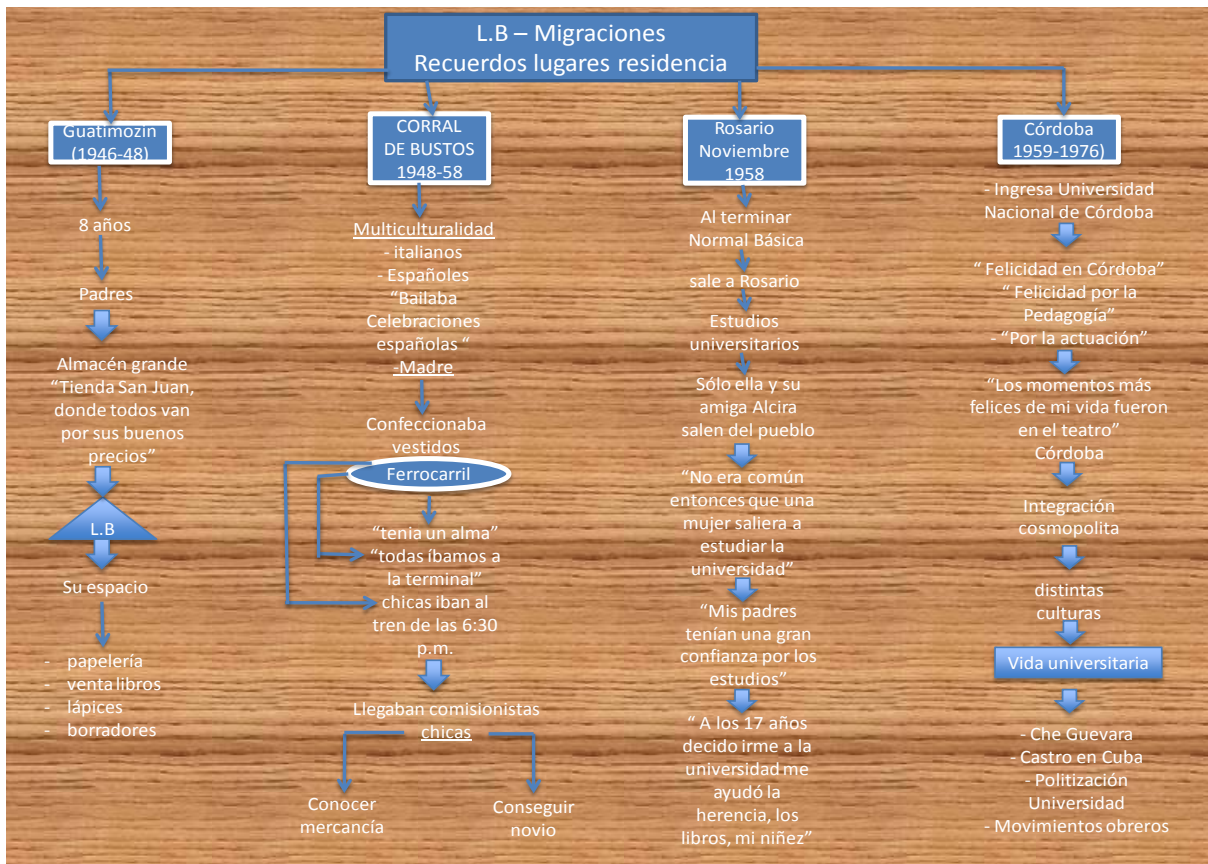 L.B – Migraciones
Recuerdos lugares residencia
Guatimozin
(1946-48)
8 años
Padres
Almacén grande
“Tienda San Juan,
donde todos van
por sus buenos
precios”
L.B
Su espacio
- papelería
- venta libros
- lápices
- borradores
CORRAL
DE BUSTOS
1948-58
Multiculturalidad
- italianos
- Españoles
“Bailaba
Celebraciones
españolas “
-Madre
Confeccionaba
vestidos
Ferrocarril
“tenia un alma”
“todas íbamos a
la terminal”
chicas iban al
tren de las 6:30
p.m.
Llegaban comisionistas
chicas
Conocer
mercancía
Conseguir
novio
Rosario
Noviembre
1958
Al terminar
Normal Básica
sale a Rosario
Estudios
universitarios
Sólo ella y su
amiga Alcira
salen del pueblo
“No era común
entonces que una
mujer saliera a
estudiar la
universidad”
“Mis padres
tenían una gran
confianza por los
estudios”
“ A los 17 años
decido irme a la
universidad me
ayudó la
herencia, los
libros, mi niñez”
Córdoba
1959-1976)
- Ingresa Universidad
Nacional de Córdoba
“ Felicidad en Córdoba”
“ Felicidad por la
Pedagogía”
- “Por la actuación”
“Los momentos más
felices de mi vida fueron
en el teatro”
Córdoba
Integración
cosmopolita
distintas
culturas
Vida universitaria
- Che Guevara
- Castro en Cuba
- Politización
Universidad
- Movimientos obreros